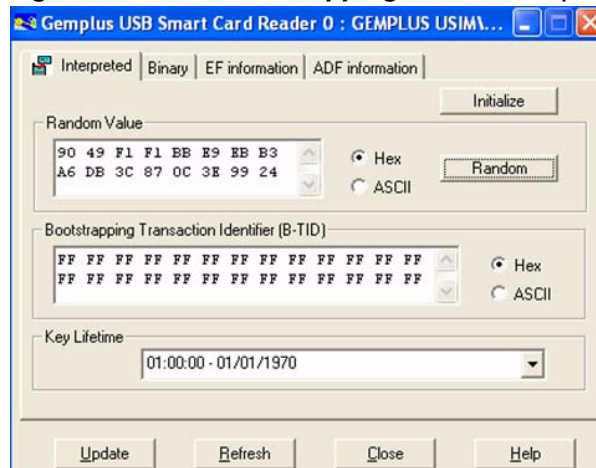 Gemplus USB Smart Card Reader 0 : GEMPLUS USIM\...
Interpreted Binary EF information ADF information
Initialize
Random Value
90 49 F1 F1 BB E9 EB B3
A6 DB 3C 87 0C 3E 99 24
Hex
ASCII
Random
Bootstrapping Transaction Identifier (B-TID)
FF FF FF FF FF FF FF FF FF FF FF FF FF
FF FF FF FF FF FF FF FF FF FF FF FF FF
Hex
ASCII
Key Lifetime
01:00:00 - 01/01/1970
Update Refresh Close Help